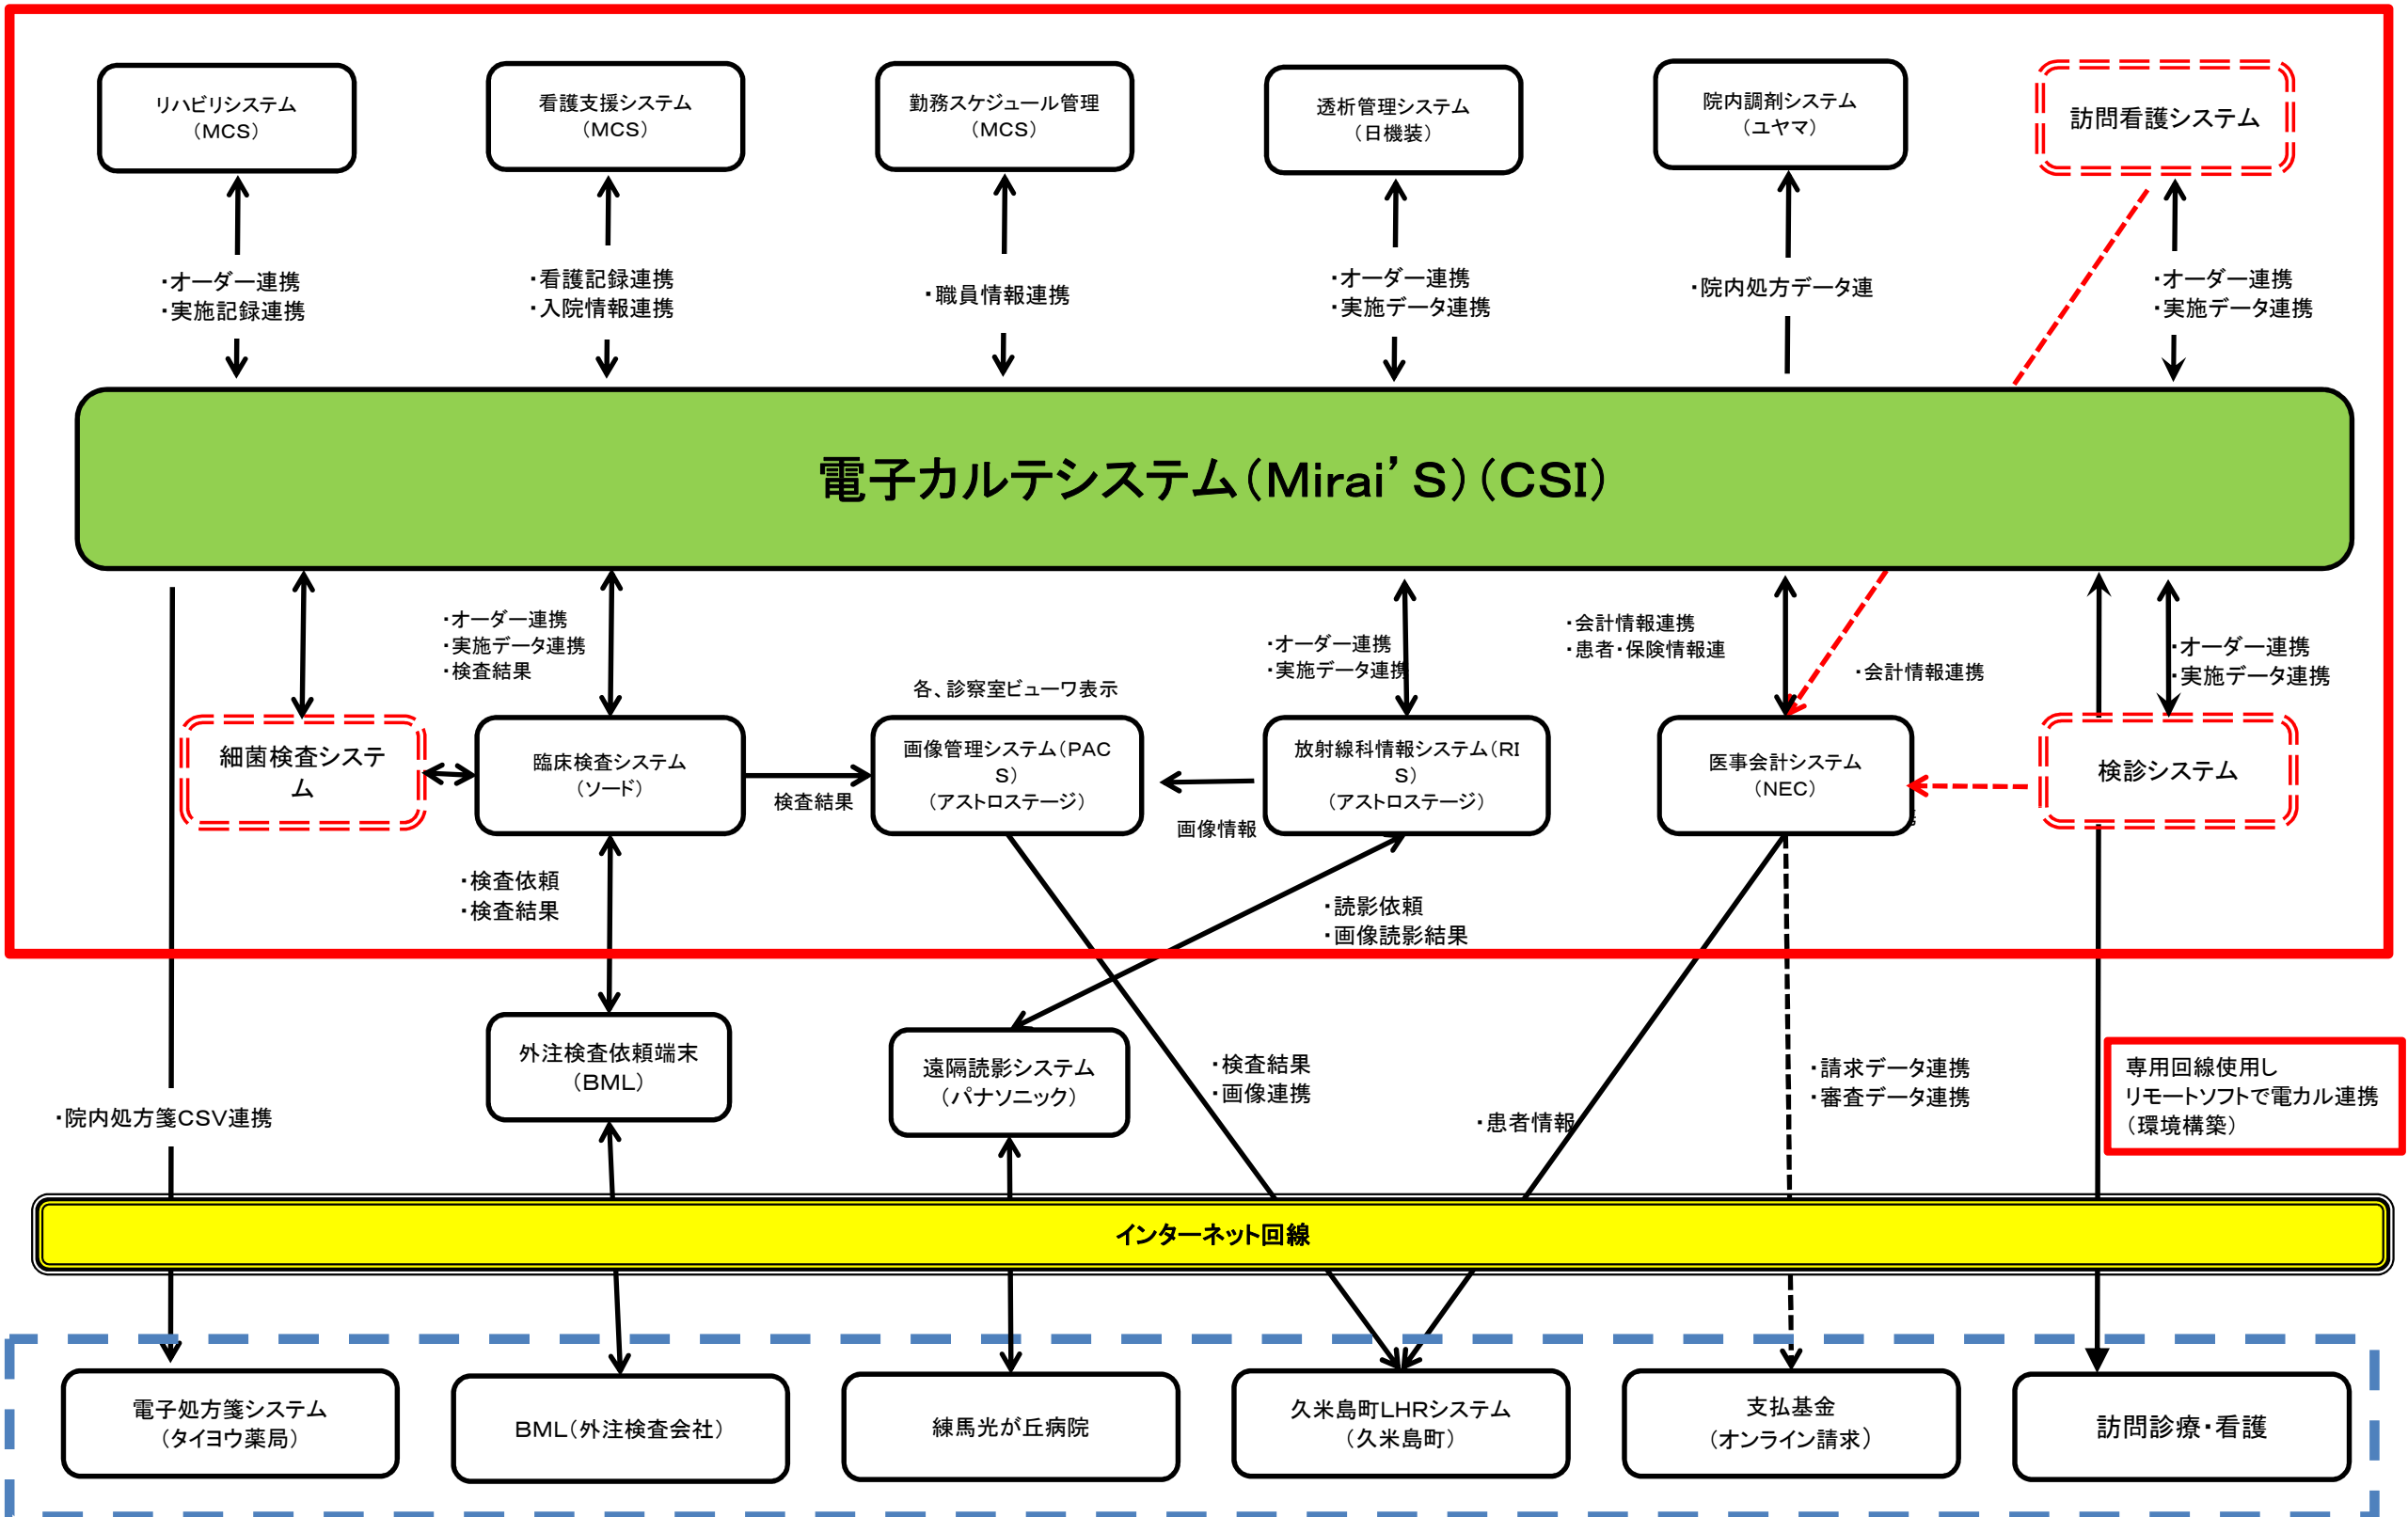 リハビリシステム
（MCS）
看護支援システム
（MCS）
勤務スケジュール管理
（MCS）
透析管理システム
（日機装）
院内調剤システム
（ユヤマ）
訪問看護システム
・オーダー連携
・実施記録連携
・看護記録連携
・入院情報連携
・職員情報連携
・オーダー連携
・実施データ連携
・院内処方データ連
・オーダー連携
・実施データ連携
電子カルテシステム（Mirai’S）（CSI）
・オーダー連携
・実施データ連携
・検査結果
各、診察室ビューワ表示
・オーダー連携
・実施データ連携
・会計情報連携
・患者・保険情報連
・会計情報連携
・オーダー連携
・実施データ連携
細菌検査システ
ム
臨床検査システム
（ソード）
検査結果
画像管理システム（PAC
S）
（アストロステージ）
画像情報
放射線科情報システム（RI
S）
（アストロステージ）
医事会計システム
（NEC）
検診システム
・検査依頼
・検査結果
・読影依頼
・画像読影結果
外注検査依頼端末
（BML）
遠隔読影システム
（パナソニック）
・検査結果
・画像連携
・患者情報
・請求データ連携
・審査データ連携
専用回線使用し
リモートソフトで電カル連携
（環境構築）
・院内処方箋CSV連携
インターネット回線
電子処方箋システム
（タイヨウ薬局）
BML（外注検査会社）
練馬光が丘病院
久米島町LHRシステム
（久米島町）
支払基金
（オンライン請求）
訪問診療・看護